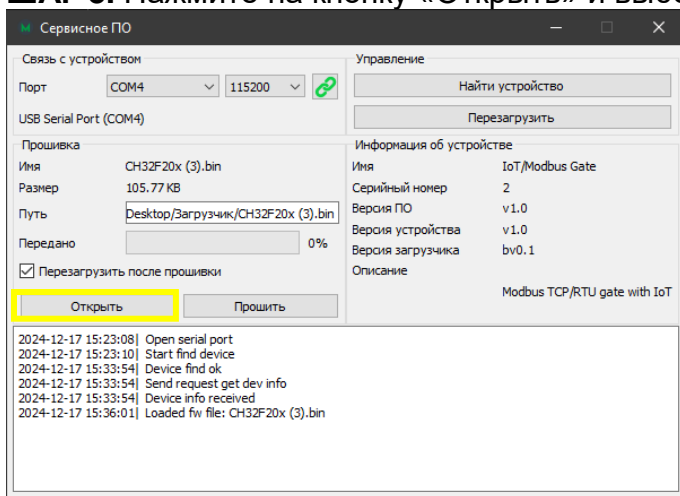 Сервисное ПО
Связь с устройством
Порт COM4 115200
USB Serial Port (COM4)
Управление
Найти устройство
Перезагрузить
Прошивка
Имя CH32F20x (3).bin
Размер 105.77 KB
Путь Desktop/Загрузчик/CH32F20x (3).bin
Передано 0%
Перезагрузить после прошивки
Открыть Прошить
Информация об устройстве
Имя IoT/Modbus Gate
Серийный номер 2
Версия ПО v1.0
Версия устройства v1.0
Версия загрузчика bv0.1
Описание
Modbus TCP/RTU gate with IoT
2024-12-17 15:23:08| Open serial port
2024-12-17 15:23:10| Start find device
2024-12-17 15:33:54| Device find ok
2024-12-17 15:33:54| Send request get dev info
2024-12-17 15:33:54| Device info received
2024-12-17 15:36:01| Loaded fw file: CH32F20x (3).bin